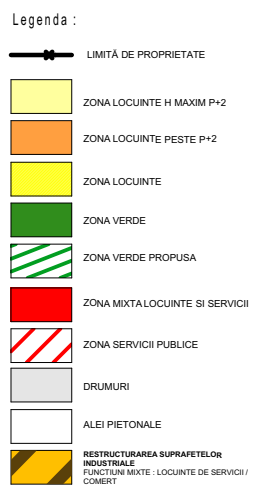 Legenda :
LIMITĂ DE PROPRIETATE
ZONA LOCUINTE H MAXIM P+2
ZONA LOCUINTE PESTE P+2
ZONA LOCUINTE
ZONA VERDE
ZONA VERDE PROPUSA
ZONA MIXTA LOCUINTE SI SERVICII
ZONA SERVICII PUBLICE
DRUMURI
ALEI PIETONALE
RESTRUCTURAREA SUPRAFETELOR
INDUSTRIALE
FUNCTIUNI MIXTE : LOCUINTE DE SERVICII /
COMERT